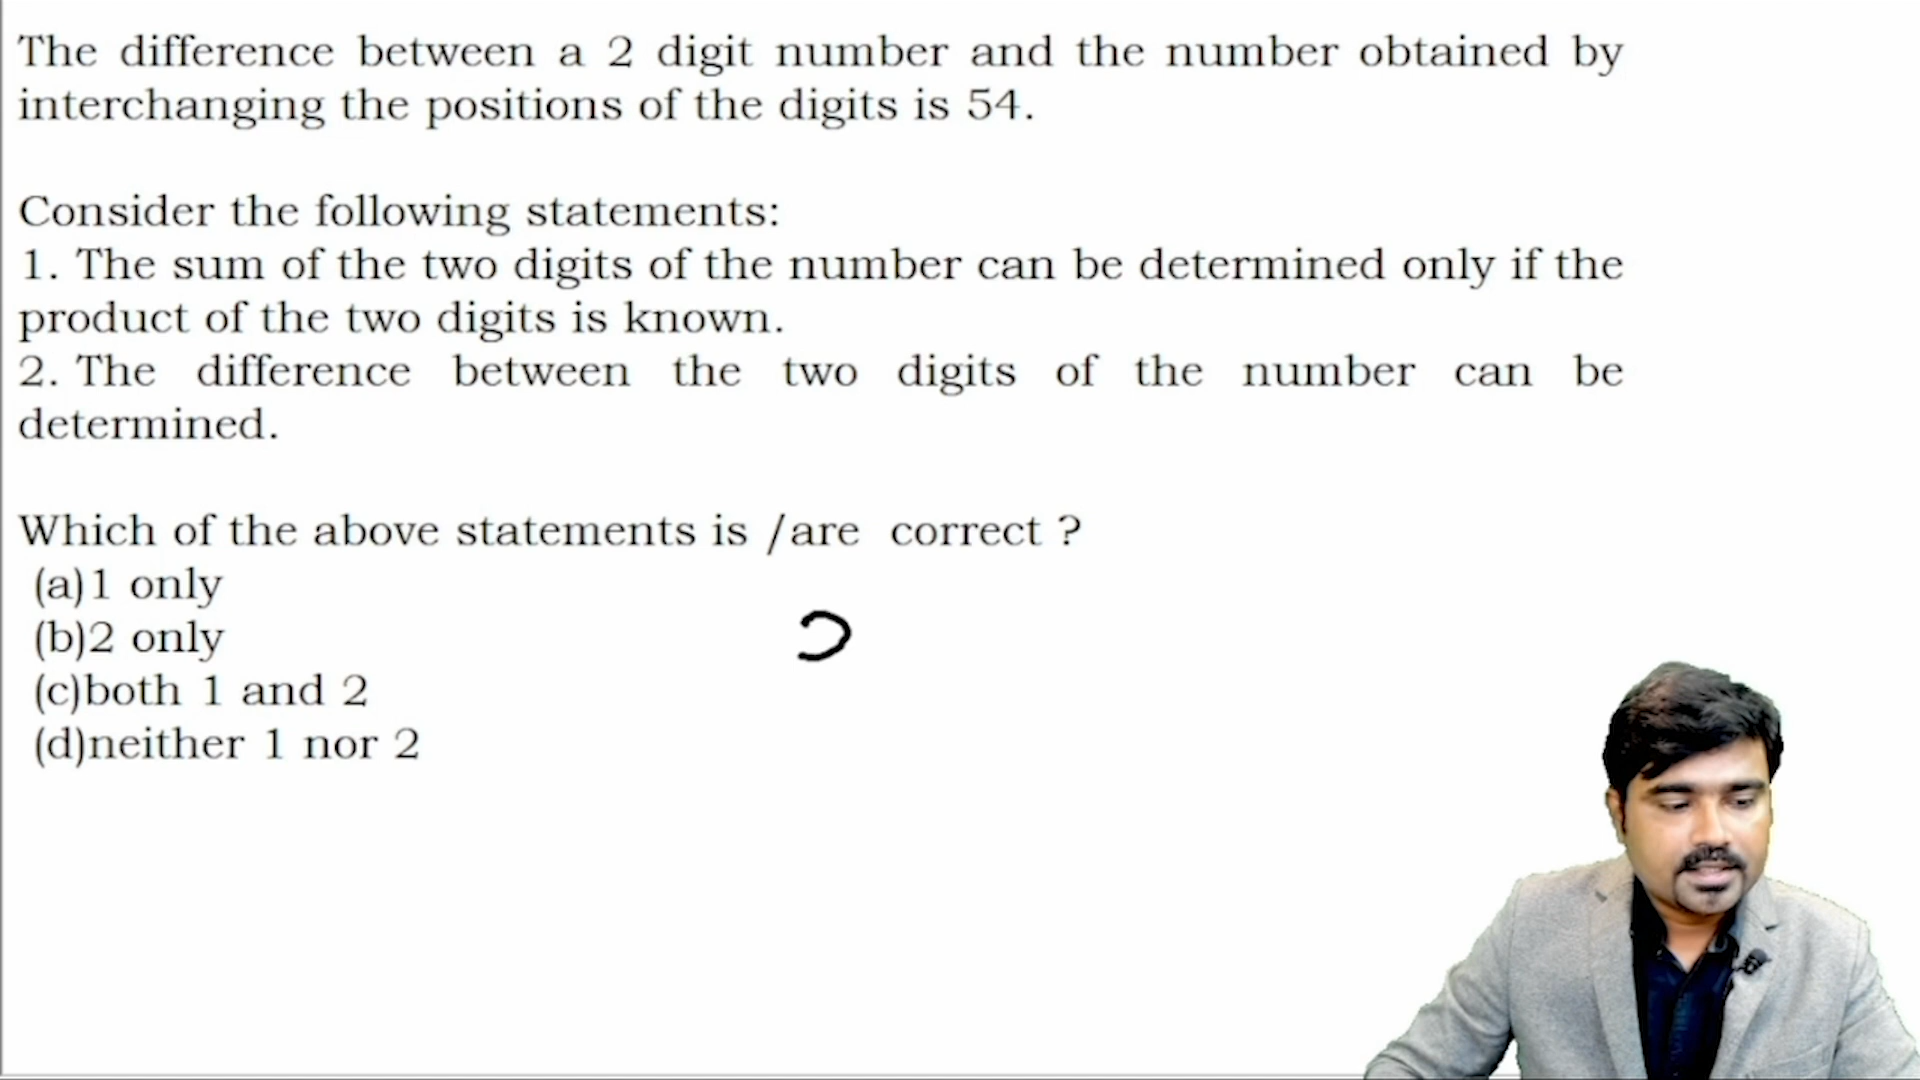 The difference between a 2 digit number and the number obtained by
interchanging the positions of the digits is 54.
Consider the following statements:
1. The sum of the two digits of the number can be determined only if the
product of the two digits is known.
2. The difference between the two digits of the number can be
determined.
Which of the above statements is /are correct ?
(a)1 only
(b)2 only
(c)both 1 and 2
(d)neither 1 nor 2